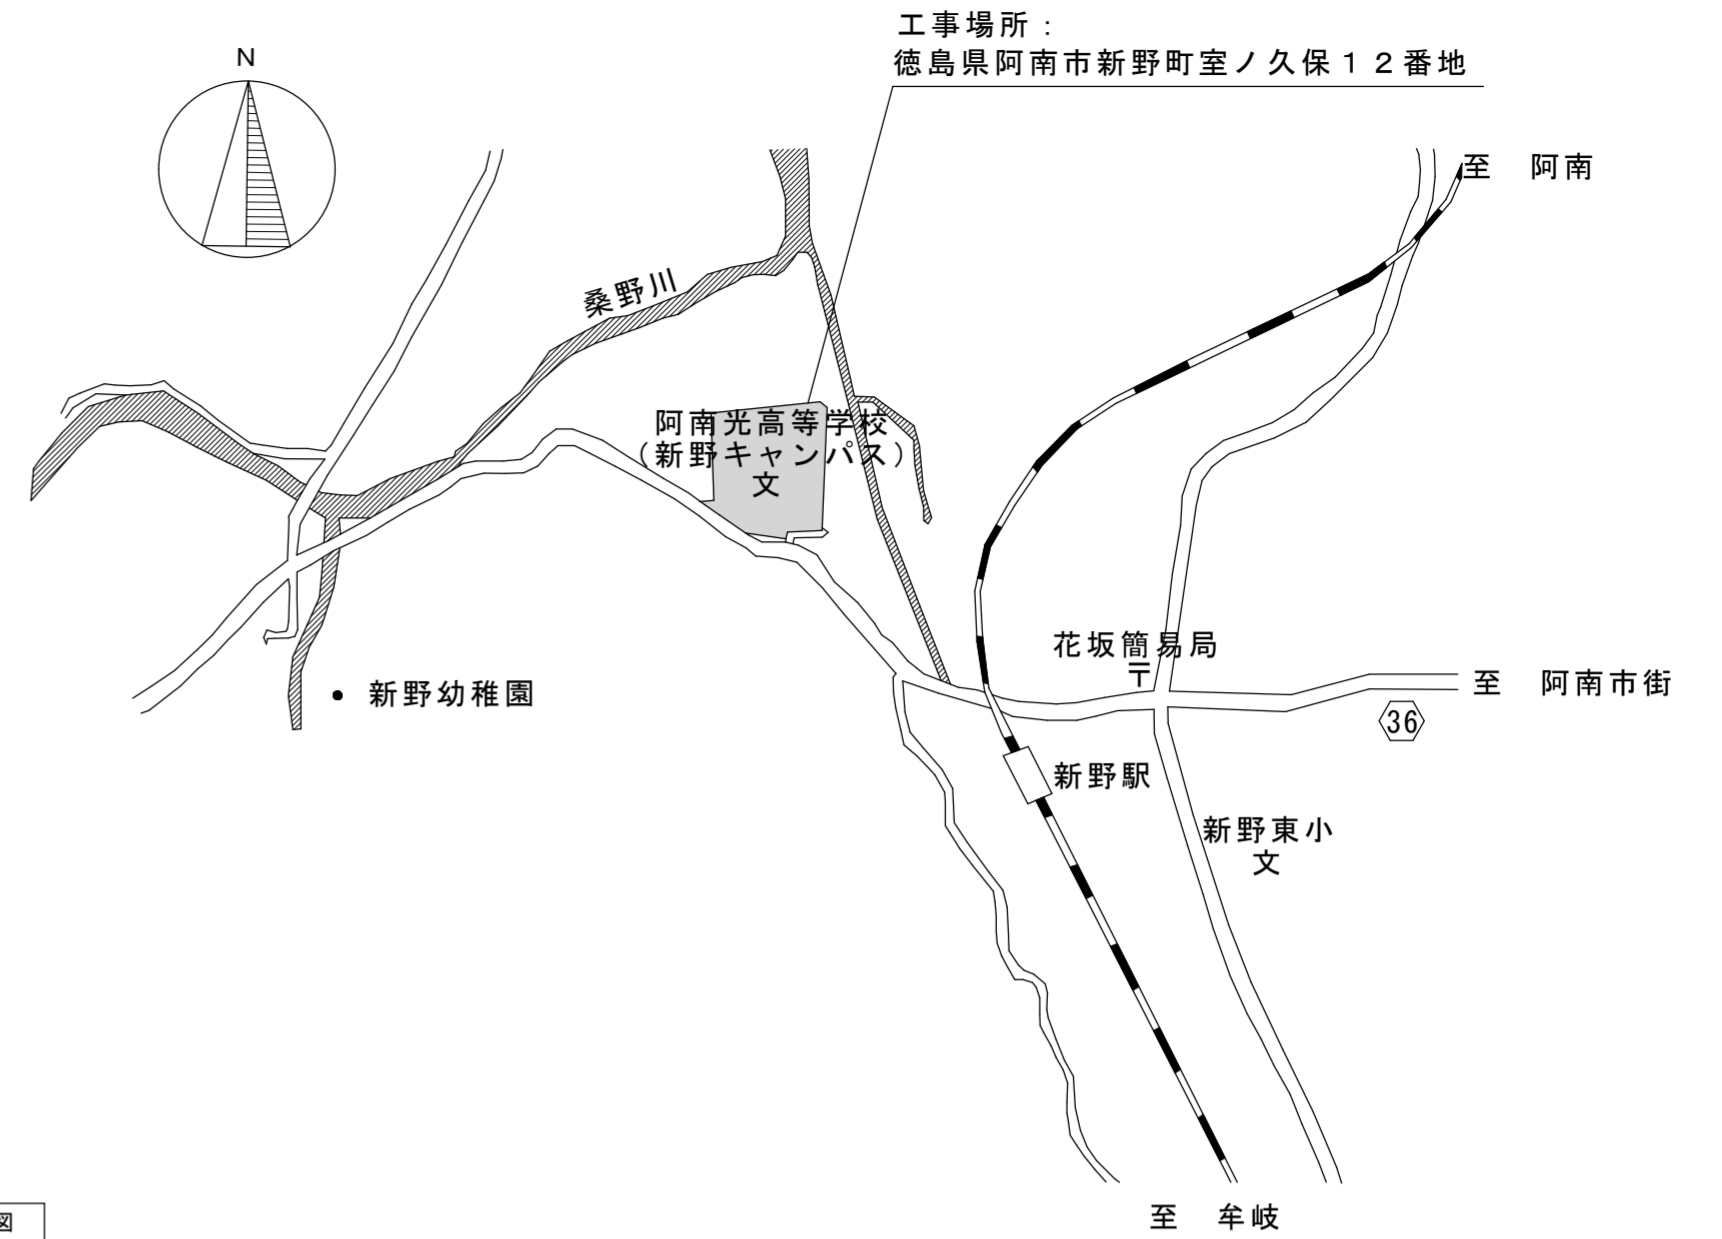 工事場所：
徳島県阿南市新野町室ノ久保１２番地
N
至　阿南
桑野川
阿南光高等学校
（新野キャンパス）
文
花坂簡易局
〒
至　阿南市街
36
新野幼稚園
新野駅
新野東小
文
至　牟岐
図